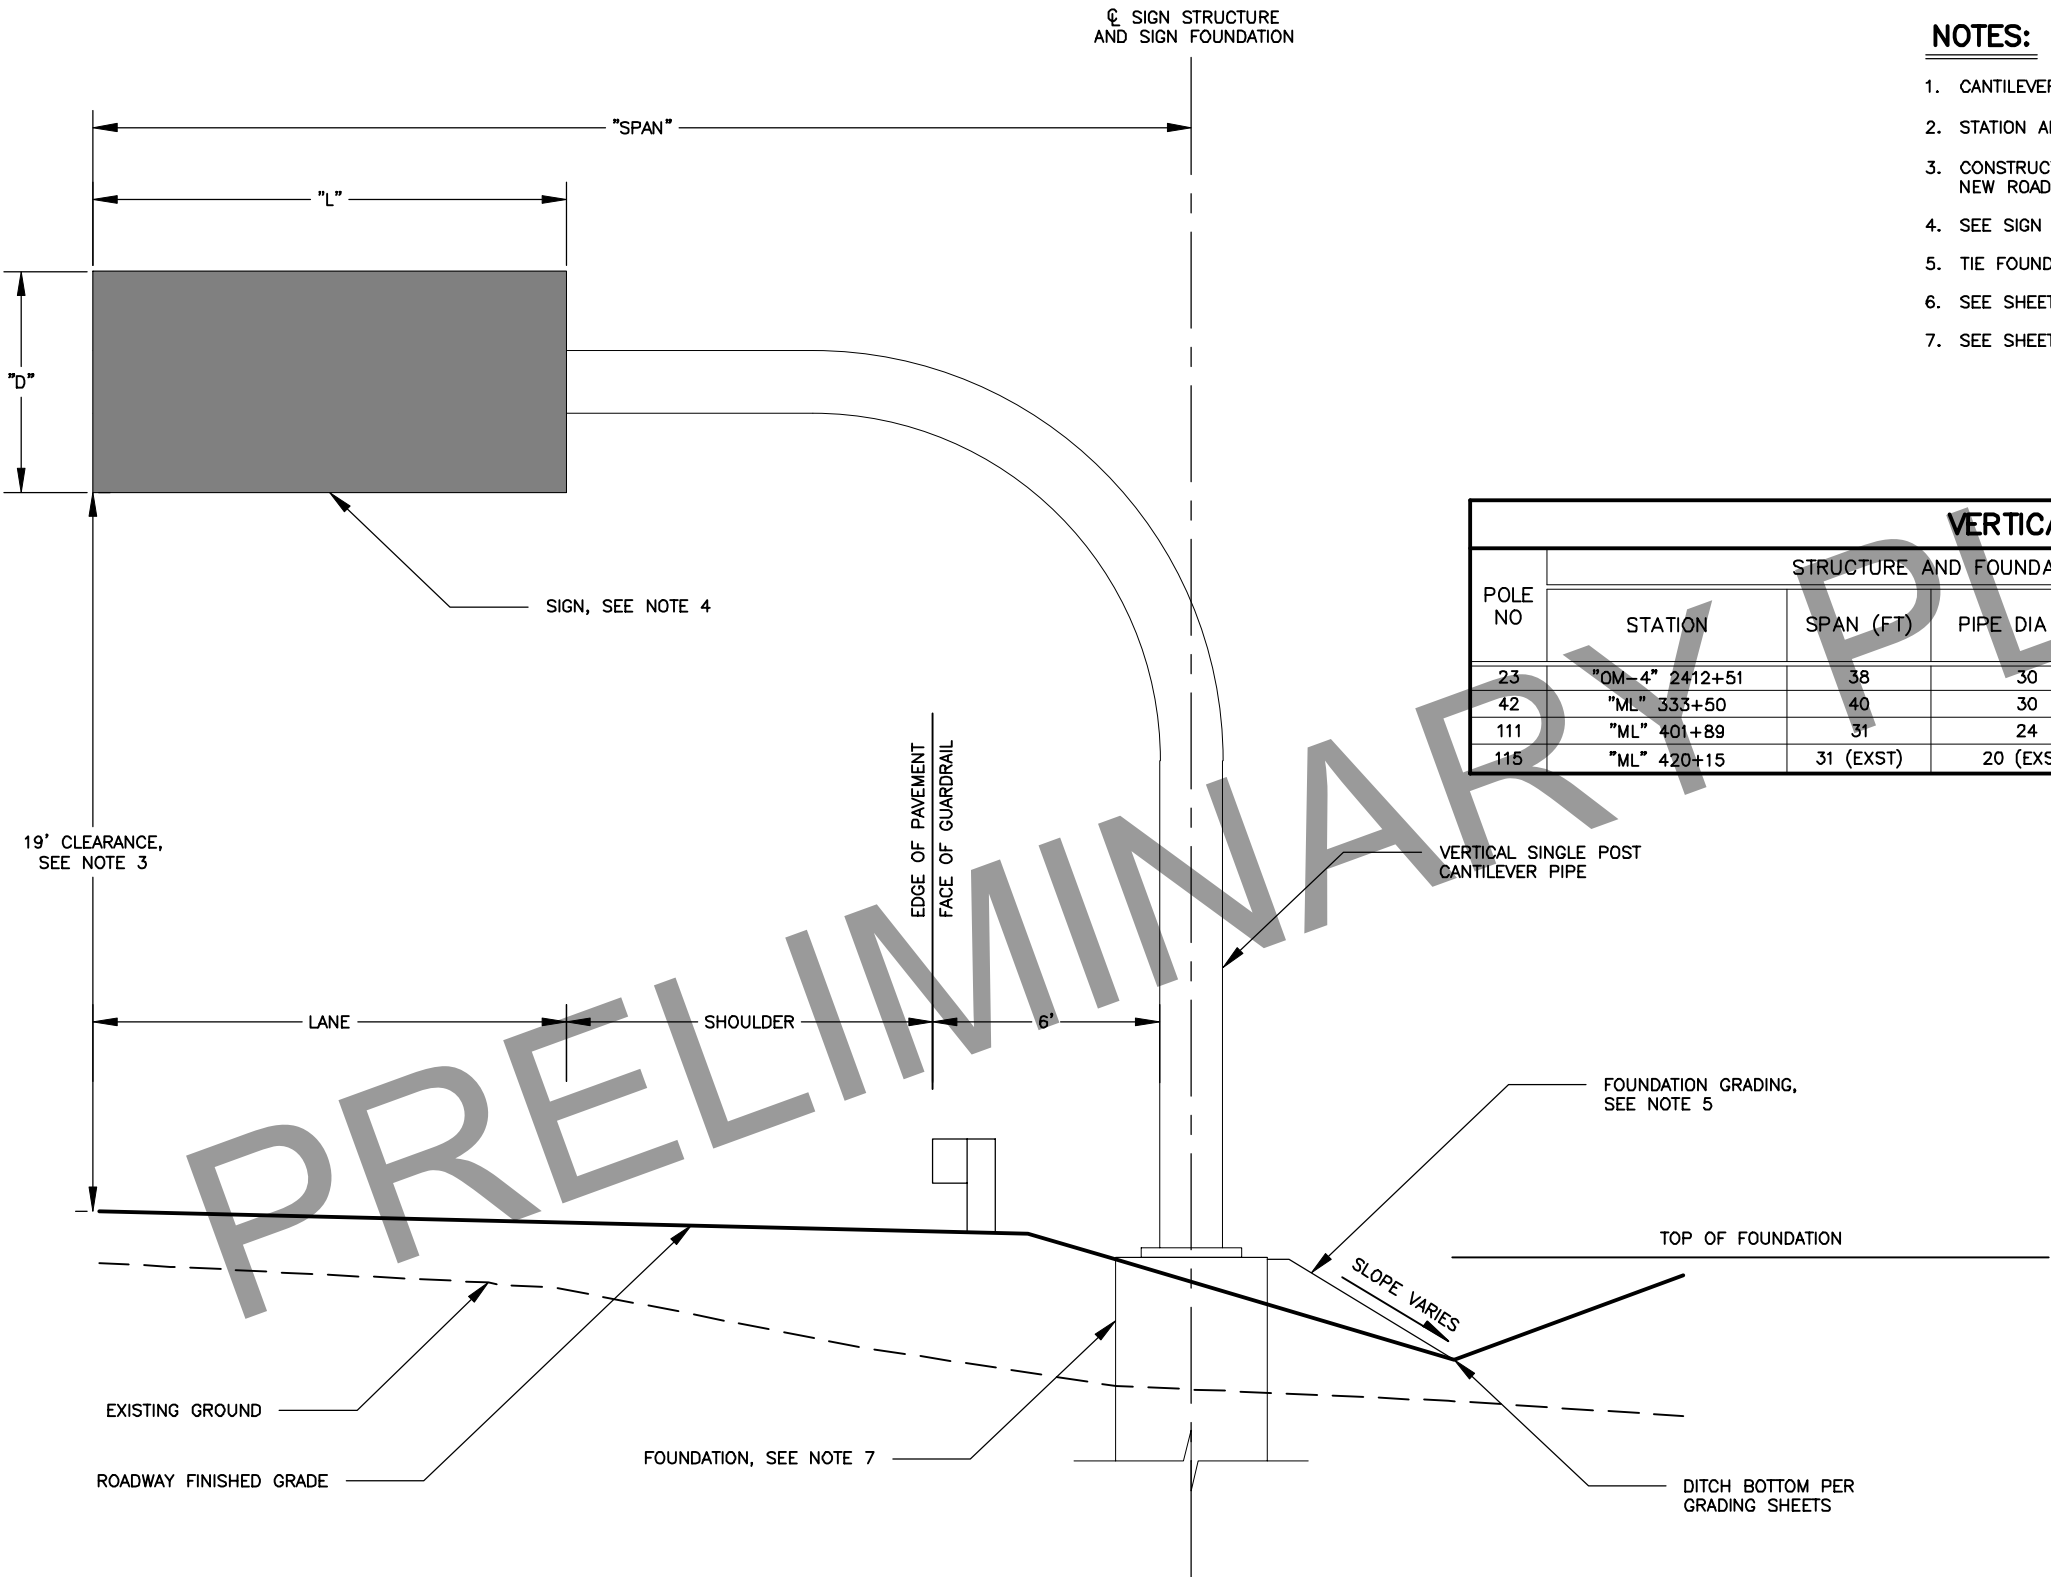 ℄ SIGN STRUCTURE
AND SIGN FOUNDATION
"SPAN"
"L"
"D"
SIGN, SEE NOTE 4
19' CLEARANCE,
SEE NOTE 3
EDGE OF PAVEMENT
FACE OF GUARDRAIL
VERTICAL SINGLE POST
CANTILEVER PIPE
LANE
SHOULDER
6'
FOUNDATION GRADING,
SEE NOTE 5
TOP OF FOUNDATION
SLOPE VARIES
EXISTING GROUND
ROADWAY FINISHED GRADE
FOUNDATION, SEE NOTE 7
DITCH BOTTOM PER
GRADING SHEETS
NOTES:
1. CANTILEVER
2. STATION
3. CONSTRUCT
NEW ROAD
4. SEE SIGN
5. TIE FOUND
6. SEE SHEET
7. SEE SHEET
VERTICA
STRUCTURE AND FOUNDA
POLE NO STATION SPAN (FT) PIPE DIA
23 "OM-4" 2412+51 38 30
42 "ML" 333+50 40 30
111 "ML" 401+89 31 24
115 "ML" 420+15 31 (EXST) 20 (EXS
PRELIMINARY PL